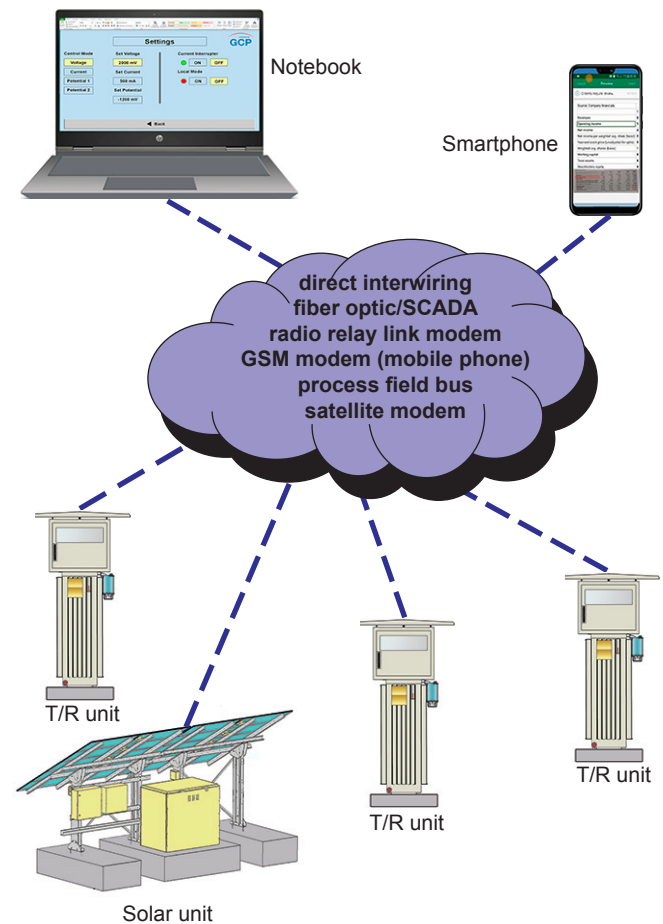 Settings
GCP
Control Mode
Set Voltage
Current Interrupter
Voltage
2000 mV
ON
OFF
Current
Set Current
Local Mode
Potential 1
500 mA
ON
OFF
Potential 2
Set Potential
-1200 mV
Back
Notebook
Smartphone
direct interwiring
fiber optic/SCADA
radio relay link modem
GSM modem (mobile phone)
process field bus
satellite modem
T/R unit
T/R unit
T/R unit
Solar unit